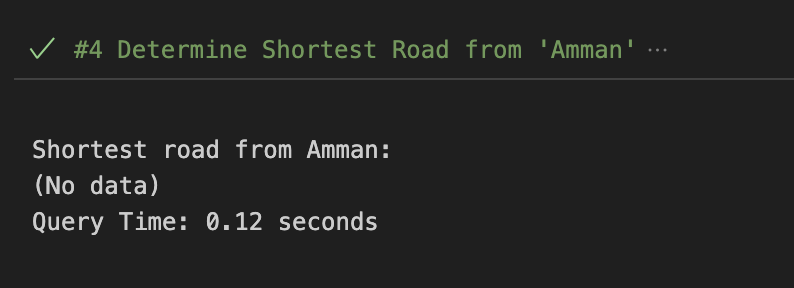 #4 Determine Shortest Road from 'Amman' ···
Shortest road from Amman:
(No data)
Query Time: 0.12 seconds